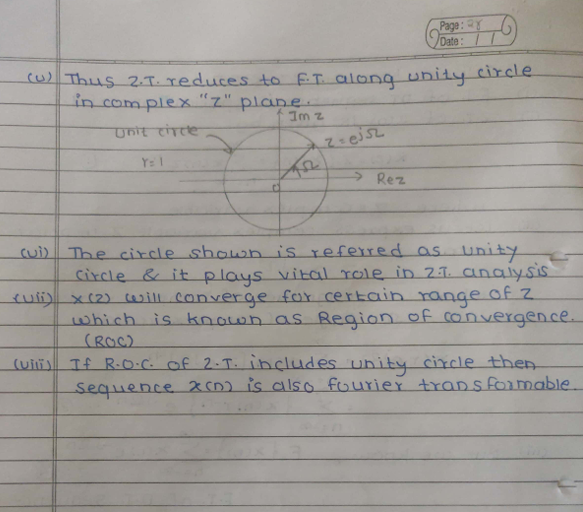 Page: 28
Date: / /
(v) Thus Z.T. reduces to F.T. along unity circle
in complex "Z" plane.
Im z
Unit circle
z = e^jΩ
r=1
Ω
0
Re z
(vi) The circle shown is referred as unity
circle & it plays vital role in Z.T. analysis
(vii) X(z) will converge for certain range of Z
which is known as Region of convergence.
(ROC)
(viii) If R.O.C. of Z.T. includes unity circle then
sequence x(n) is also fourier transformable.